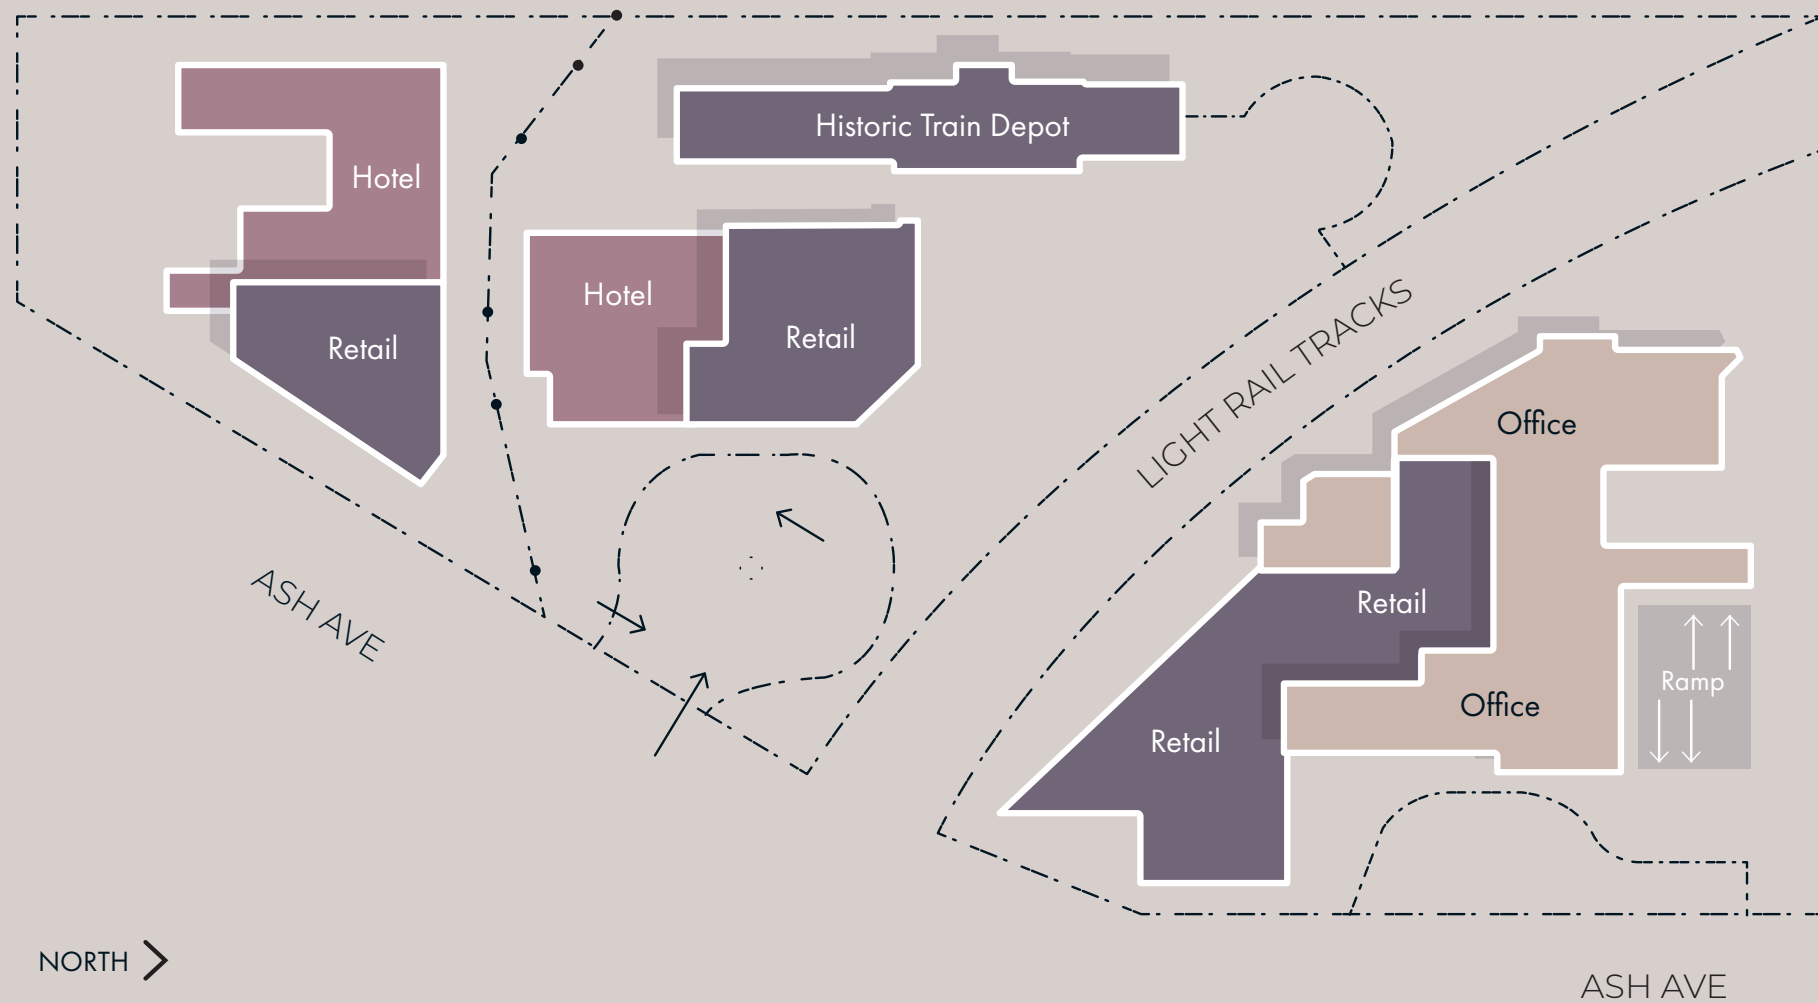 Historic Train Depot
Hotel
Hotel
Retail
Retail
LIGHT RAIL TRACKS
Office
ASH AVE
Retail
Ramp
Office
Retail
NORTH
ASH AVE